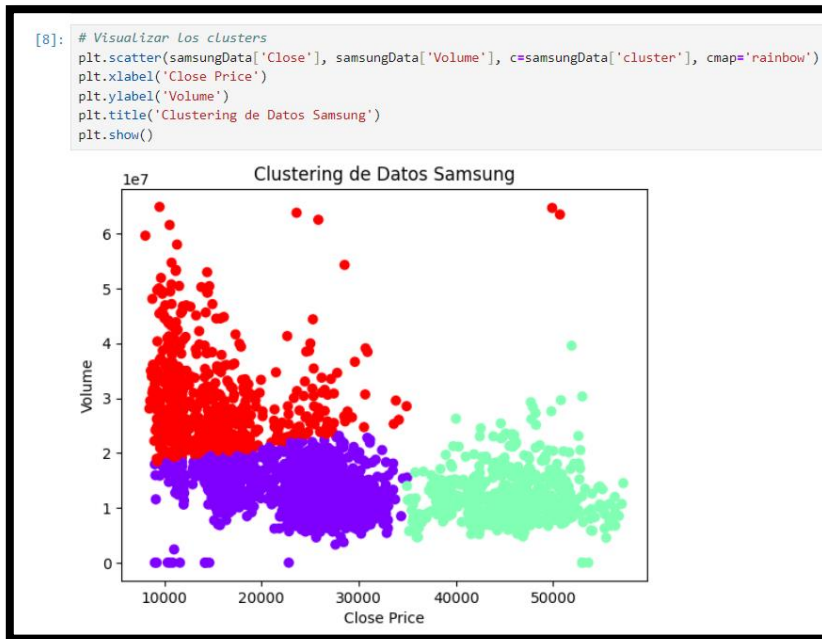 [8]: # Visualizar los clusters
plt.scatter(samsungData['Close'], samsungData['Volume'], c=samsungData['cluster'], cmap='rainbow')
plt.xlabel('Close Price')
plt.ylabel('Volume')
plt.title('Clustering de Datos Samsung')
plt.show()
Clustering de Datos Samsung
1e7
6
5
4
3
2
1
0
Volume
10000 20000 30000 40000 50000
Close Price